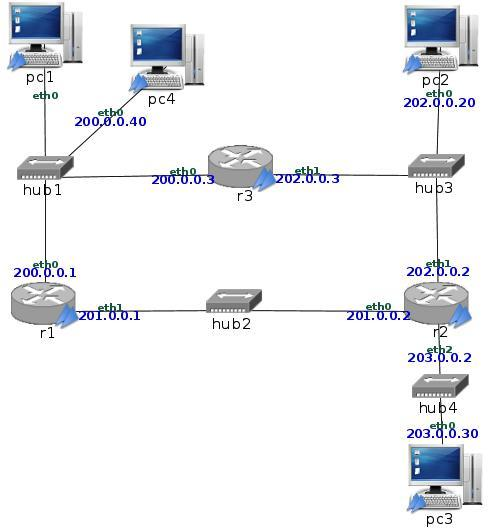 pc1
eth0
pc4
eth0
200.0.0.40
pc2
eth0
202.0.0.20
hub1
eth0
200.0.0.3
r3
eth1
202.0.0.3
hub3
eth0
200.0.0.1
r1
eth1
201.0.0.1
hub2
eth0
201.0.0.2
eth1
202.0.0.2
r2
eth2
203.0.0.2
hub4
eth0
203.0.0.30
pc3